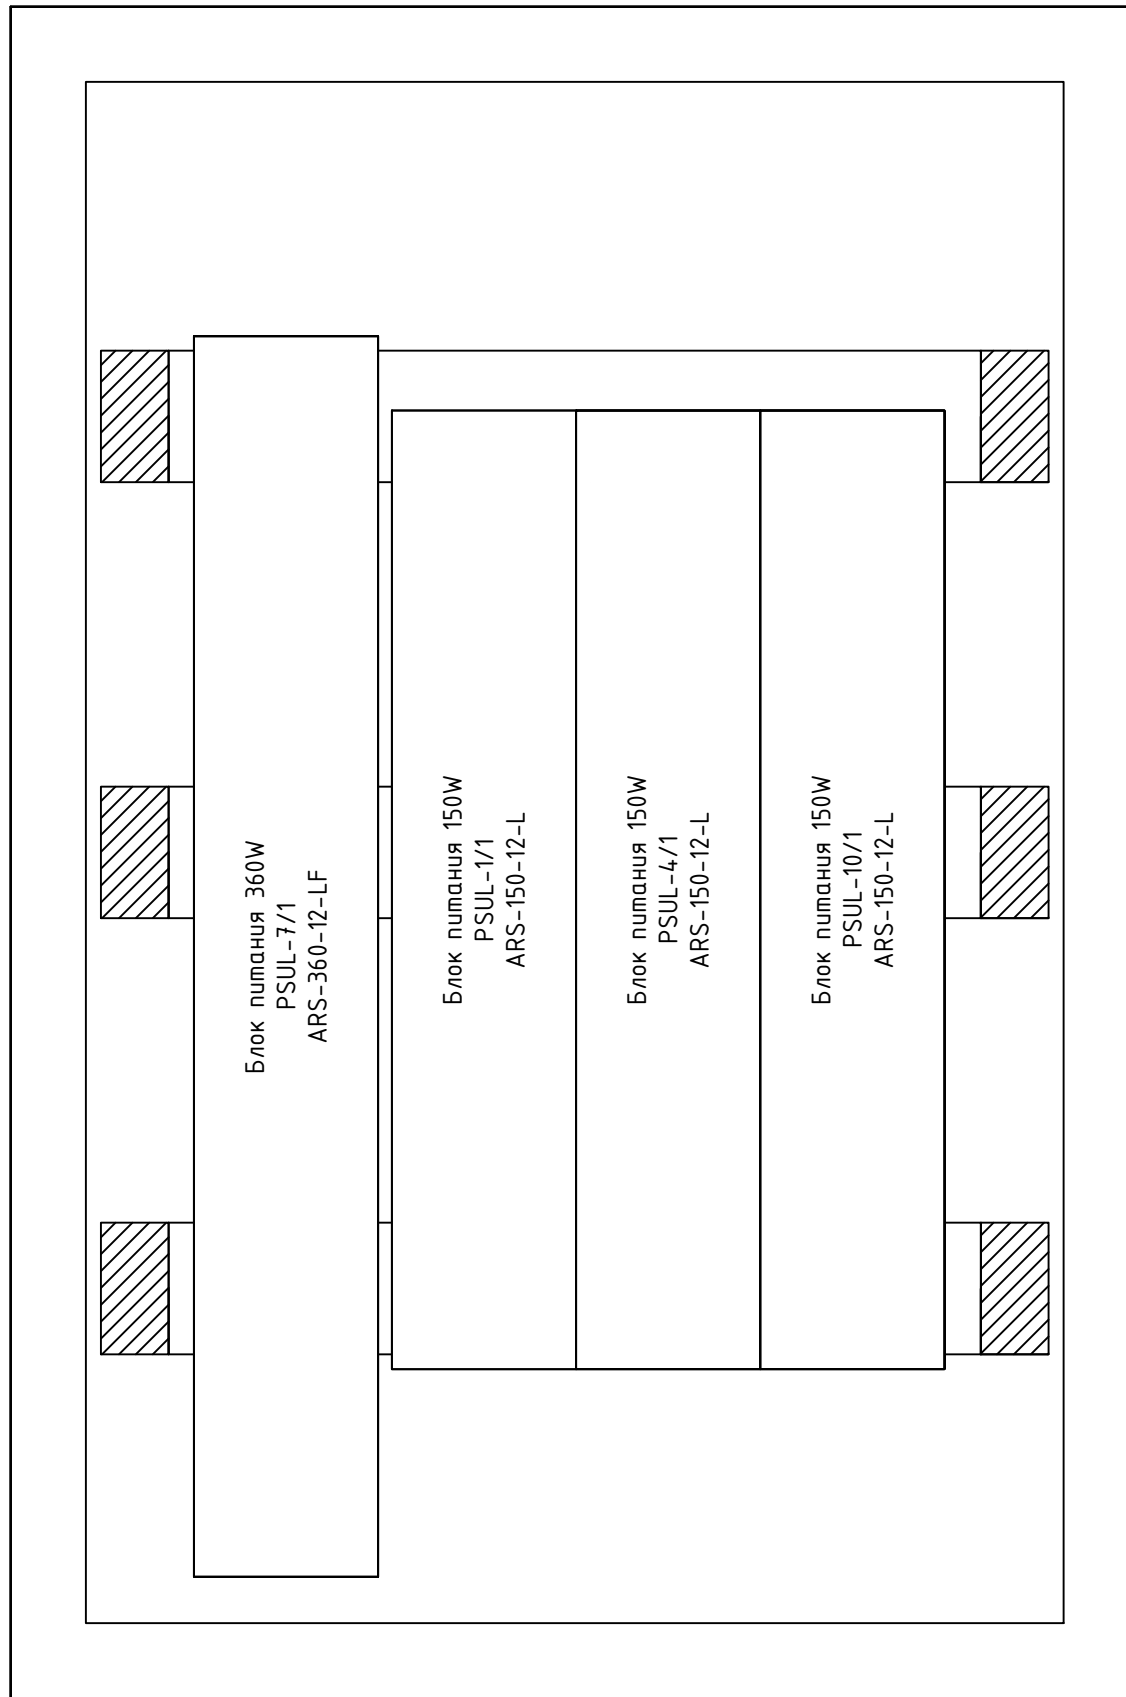 Блок питания 360W
PSUL-7/1
ARS-360-12-LF
Блок питания 150W
PSUL-1/1
ARS-150-12-L
Блок питания 150W
PSUL-4/1
ARS-150-12-L
Блок питания 150W
PSUL-10/1
ARS-150-12-L